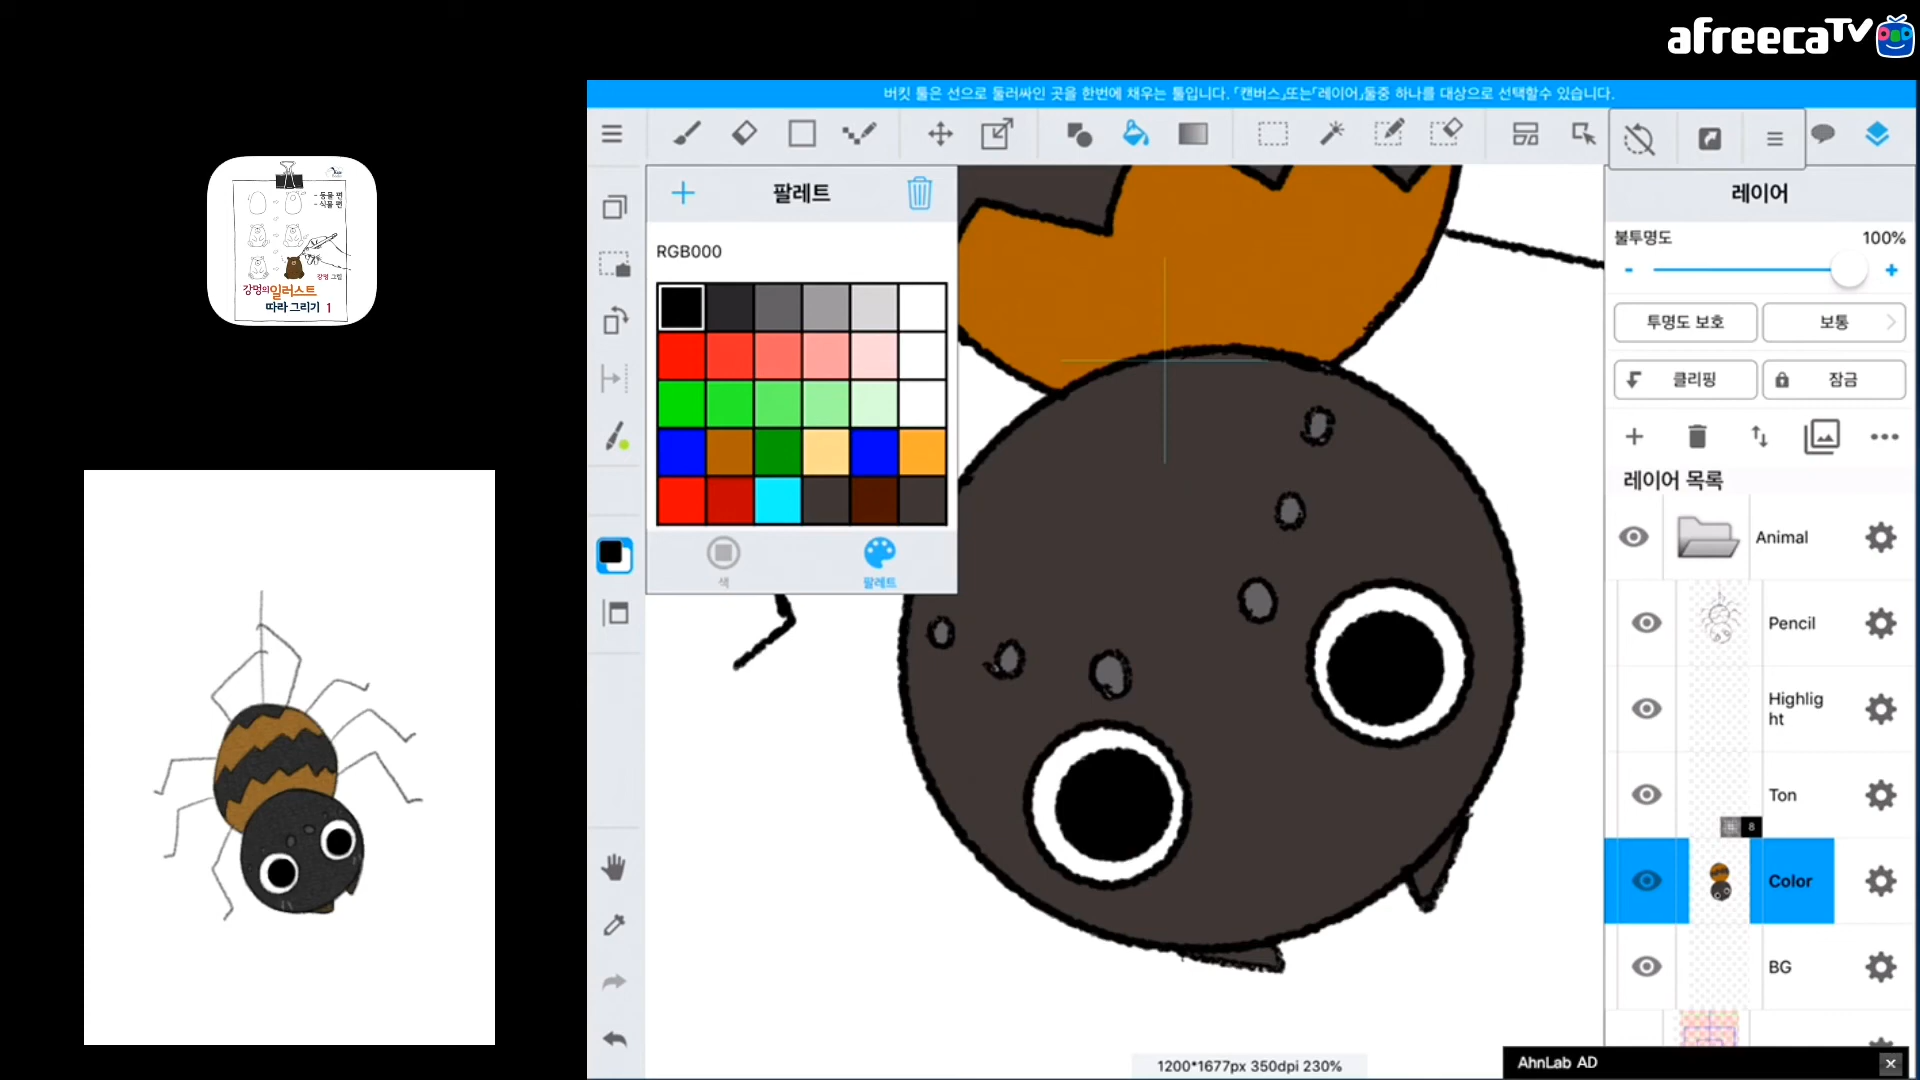 afreecaTV
버킷 툴은 선으로 둘러싸인 곳을 한번에 채우는 툴입니다. 「캔버스」또는「레이어」둘중 하나를 대상으로 선택할수 있습니다.
- 동물 편
- 식물 편
강멍 그림
강멍의일러스트
따라 그리기 1
팔레트
RGB000
색
팔레트
레이어
불투명도 100%
투명도 보호
보통
클리핑
잠금
레이어 목록
Animal
Pencil
Highlig
ht
Ton
8
Color
BG
1200*1677px 350dpi 230%
AhnLab AD